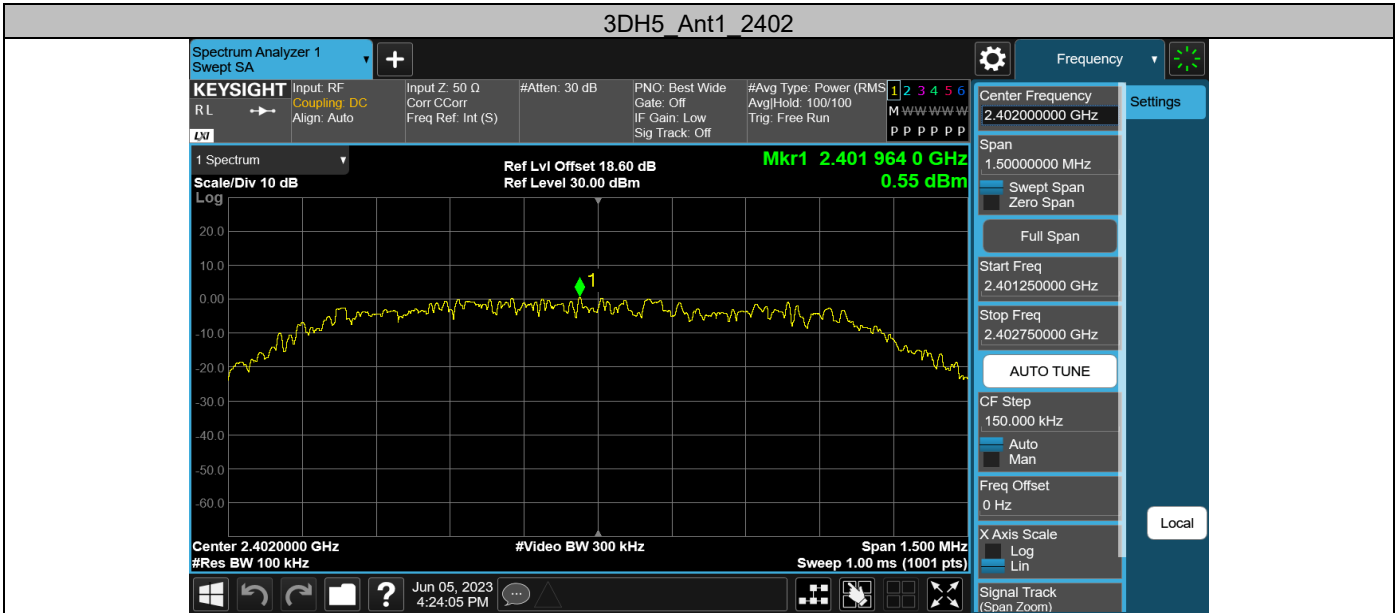 3DH5_Ant1_2402
Spectrum Analyzer 1
Swept SA
+
Frequency
KEYSIGHT
RL
LXI
Input: RF
Coupling: DC
Align: Auto
Input Z: 50 Ω
Corr CCorr
Freq Ref: Int (S)
#Atten: 30 dB
PNO: Best Wide
Gate: Off
IF Gain: Low
Sig Track: Off
#Avg Type: Power (RMS
Avg|Hold: 100/100
Trig: Free Run
1 2 3 4 5 6
M W W W W W
P P P P P P
1 Spectrum
Scale/Div 10 dB
Log
Ref Lvl Offset 18.60 dB
Ref Level 30.00 dBm
Mkr1 2.401 964 0 GHz
0.55 dBm
1
20.0
10.0
0.00
-10.0
-20.0
-30.0
-40.0
-50.0
-60.0
Center 2.4020000 GHz
#Res BW 100 kHz
#Video BW 300 kHz
Span 1.500 MHz
Sweep 1.00 ms (1001 pts)
Center Frequency
2.402000000 GHz
Span
1.50000000 MHz
Swept Span
Zero Span
Full Span
Start Freq
2.401250000 GHz
Stop Freq
2.402750000 GHz
AUTO TUNE
CF Step
150.000 kHz
Auto
Man
Freq Offset
0 Hz
X Axis Scale
Log
Lin
Signal Track
(Span Zoom)
Settings
Local
?
Jun 05, 2023
4:24:05 PM